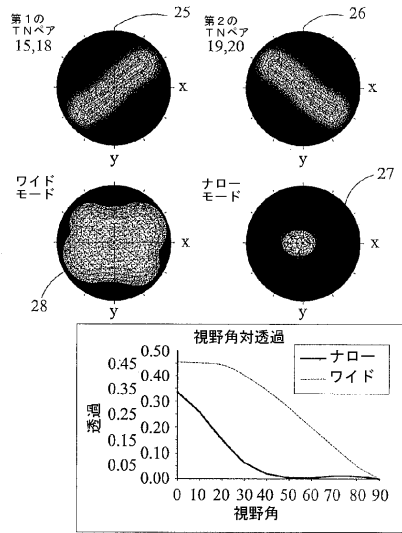 第1の
TNペア
15,18
25
x
y
第2の
TNペア
19,20
26
x
y
ワイド
モード
28
x
y
ナロー
モード
27
x
y
視野角対透過
ナロー
ワイド
透過
0.50
0.45
0.40
0.35
0.30
0.25
0.20
0.15
0.10
0.05
0.00
0 10 20 30 40 50 60 70 80 90
視野角